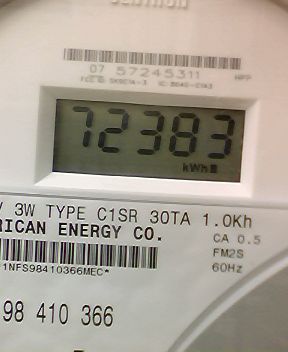 07 57245311
72383
kWh
3W TYPE C1SR 30TA 1.0Kh
RICAN ENERGY CO.
CA 0.5
FM2S
60Hz
1NFS98410366MEC*
98 410 366